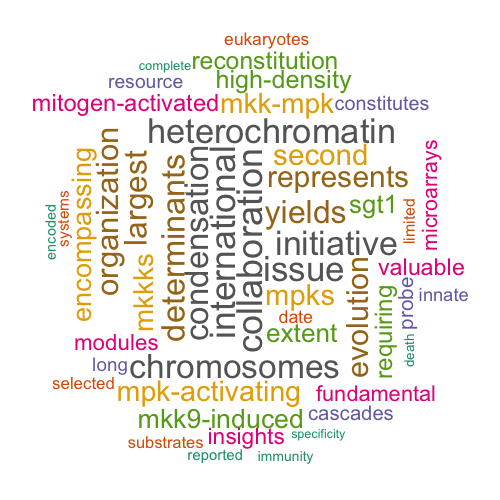 eukaryotes
complete
reconstitution
resource
high-density
mitogen-activated
mkk-mpk
constitutes
heterochromatin
second
represents
yields
sgt1
initiative
issue
mpks
date
extent
valuable
innate
modules
long
chromosomes
selected
mpk-activating
fundamental
mkk9-induced
cascades
substrates
insights
specificity
reported
immunity
encoded
systems
encompassing
organization
largest
mkkks
determinants
condensation
international
collaboration
evolution
requiring
probe
limited
microarrays
death